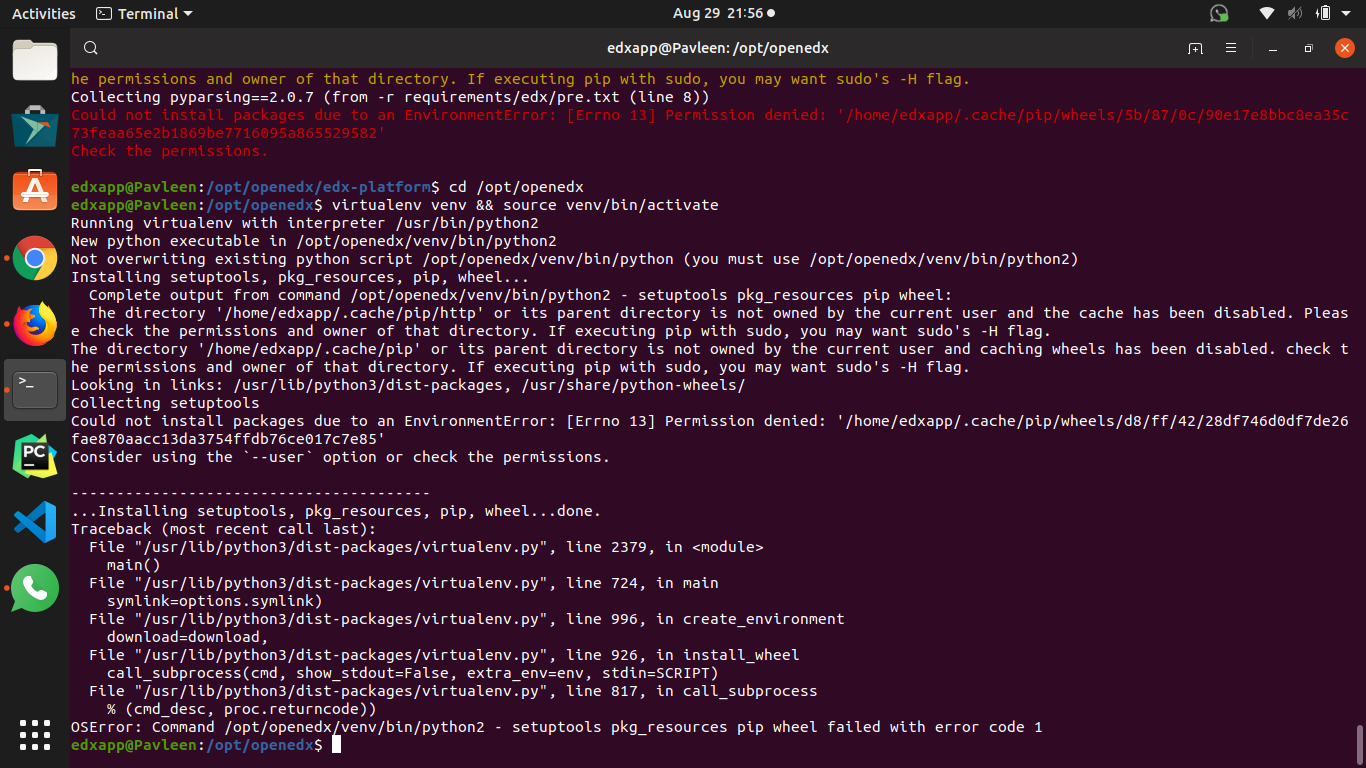 Activities
Terminal
Aug 29 21:56
edxapp@Pavleen: /opt/openedx
he permissions and owner of that directory. If executing pip with sudo, you may want sudo's -H flag.
Collecting pyparsing==2.0.7 (from -r requirements/edx/pre.txt (line 8))
Could not install packages due to an EnvironmentError: [Errno 13] Permission denied: '/home/edxapp/.cache/pip/wheels/5b/87/0c/90e17e8bbc8ea35c
73feaa65e2b1869be7716095a865529582'
Check the permissions.
edxapp@Pavleen:/opt/openedx/edx-platform$ cd /opt/openedx
edxapp@Pavleen:/opt/openedx$ virtualenv venv && source venv/bin/activate
Running virtualenv with interpreter /usr/bin/python2
New python executable in /opt/openedx/venv/bin/python2
Not overwriting existing python script /opt/openedx/venv/bin/python (you must use /opt/openedx/venv/bin/python2)
Installing setuptools, pkg_resources, pip, wheel...
  Complete output from command /opt/openedx/venv/bin/python2 - setuptools pkg_resources pip wheel:
  The directory '/home/edxapp/.cache/pip/http' or its parent directory is not owned by the current user and the cache has been disabled. Pleas
e check the permissions and owner of that directory. If executing pip with sudo, you may want sudo's -H flag.
The directory '/home/edxapp/.cache/pip' or its parent directory is not owned by the current user and caching wheels has been disabled. check t
he permissions and owner of that directory. If executing pip with sudo, you may want sudo's -H flag.
Looking in links: /usr/lib/python3/dist-packages, /usr/share/python-wheels/
Collecting setuptools
Could not install packages due to an EnvironmentError: [Errno 13] Permission denied: '/home/edxapp/.cache/pip/wheels/d8/ff/42/28df746d0df7de26
fae870aacc13da3754ffdb76ce017c7e85'
Consider using the `--user` option or check the permissions.
----------------------------------------
...Installing setuptools, pkg_resources, pip, wheel...done.
Traceback (most recent call last):
  File "/usr/lib/python3/dist-packages/virtualenv.py", line 2379, in <module>
    main()
  File "/usr/lib/python3/dist-packages/virtualenv.py", line 724, in main
    symlink=options.symlink)
  File "/usr/lib/python3/dist-packages/virtualenv.py", line 996, in create_environment
    download=download,
  File "/usr/lib/python3/dist-packages/virtualenv.py", line 926, in install_wheel
    call_subprocess(cmd, show_stdout=False, extra_env=env, stdin=SCRIPT)
  File "/usr/lib/python3/dist-packages/virtualenv.py", line 817, in call_subprocess
    % (cmd_desc, proc.returncode))
OSError: Command /opt/openedx/venv/bin/python2 - setuptools pkg_resources pip wheel failed with error code 1
edxapp@Pavleen:/opt/openedx$
>_
PC